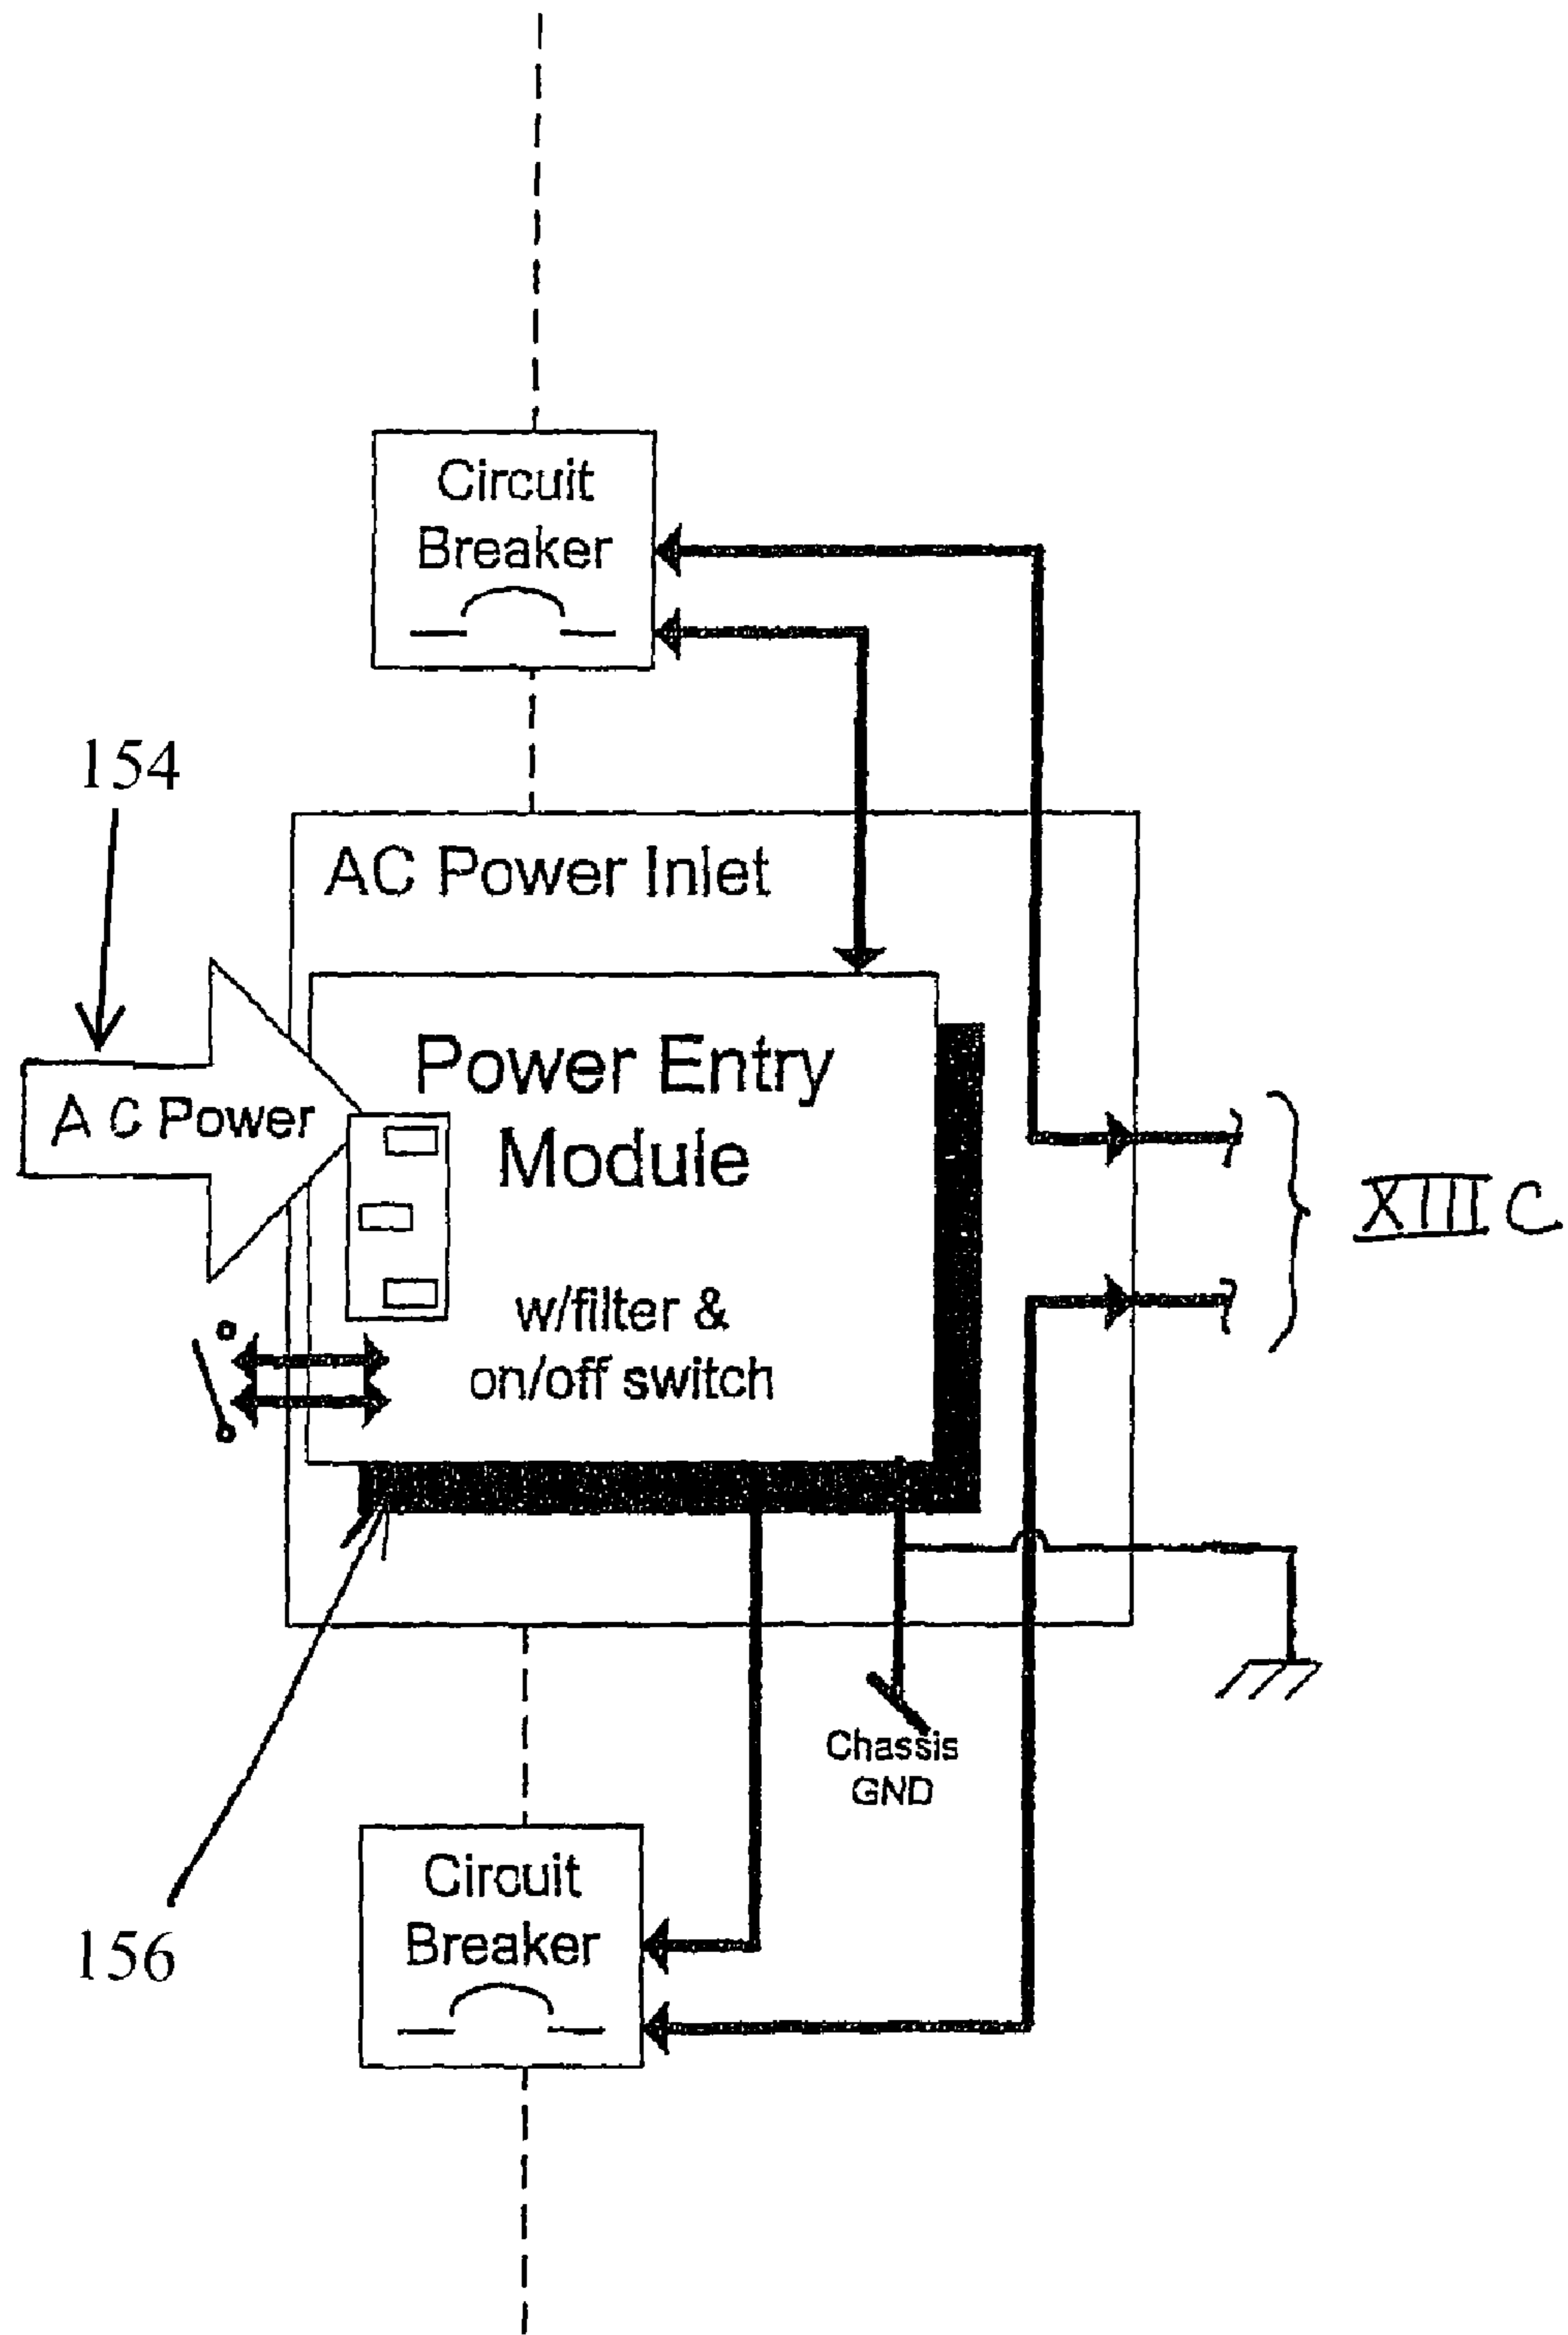 Circuit
Breaker
154
AC Power Inlet
AC Power
Power Entry
Module
w/filter &
on/off switch
XIII C
Chassis
GND
Circuit
Breaker
156